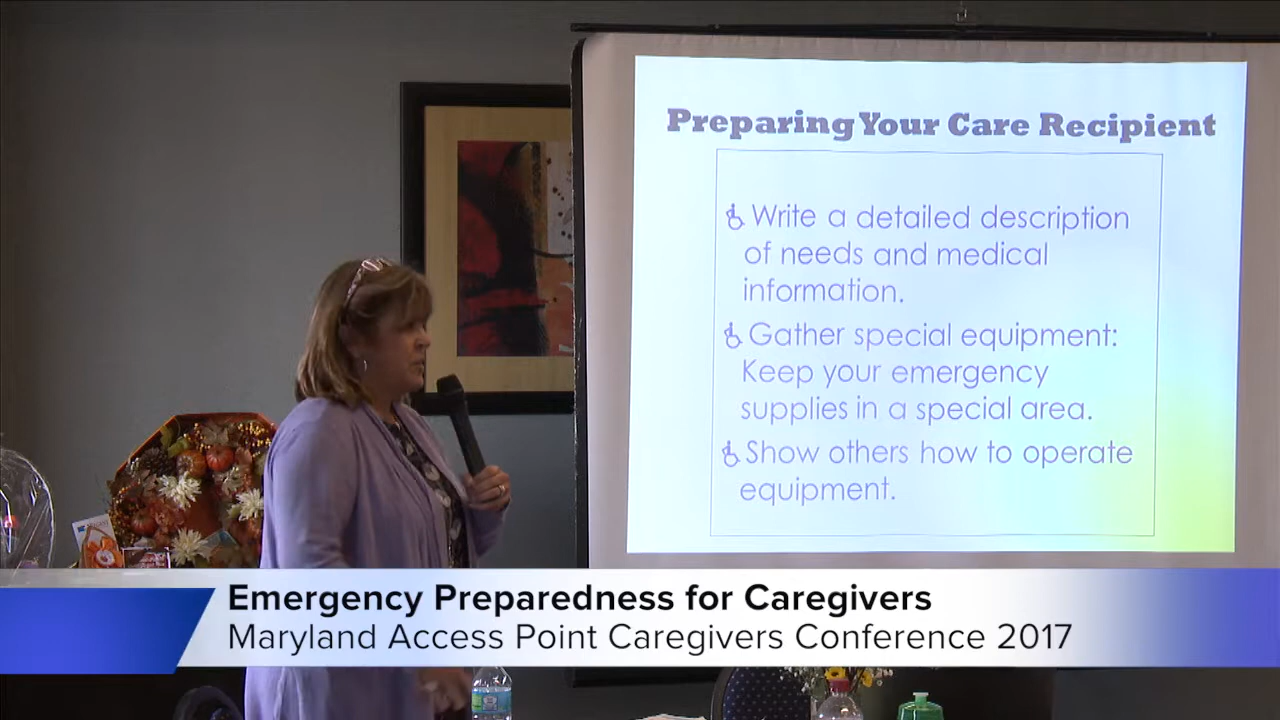 Preparing Your Care Recipient
Write a detailed description
of needs and medical
information.
Gather special equipment:
Keep your emergency
supplies in a special area.
Show others how to operate
equipment.
Emergency Preparedness for Caregivers
Maryland Access Point Caregivers Conference 2017